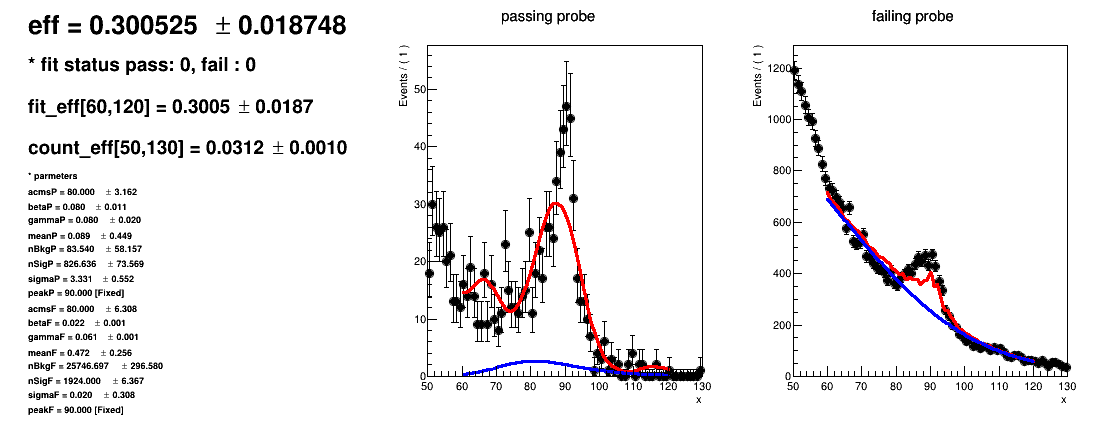 eff = 0.300525 ± 0.018748
* fit status pass: 0, fail : 0
fit_eff[60,120] = 0.3005 ± 0.0187
count_eff[50,130] = 0.0312 ± 0.0010
* parmeters
acmsP = 80.000 ± 3.162
betaP = 0.080 ± 0.011
gammaP = 0.080 ± 0.020
meanP = 0.089 ± 0.449
nBkgP = 83.540 ± 58.157
nSigP = 826.636 ± 73.569
sigmaP = 3.331 ± 0.552
peakP = 90.000 [Fixed]
acmsF = 80.000 ± 6.308
betaF = 0.022 ± 0.001
gammaF = 0.061 ± 0.001
meanF = 0.472 ± 0.256
nBkgF = 25746.697 ± 296.580
nSigF = 1924.000 ± 6.367
sigmaF = 0.020 ± 0.308
peakF = 90.000 [Fixed]
passing probe
Events / ( 1 )
50
40
30
20
10
0
50 60 70 80 90 100 110 120 130
x
failing probe
Events / ( 1 )
1200
1000
800
600
400
200
0
50 60 70 80 90 100 110 120 130
x